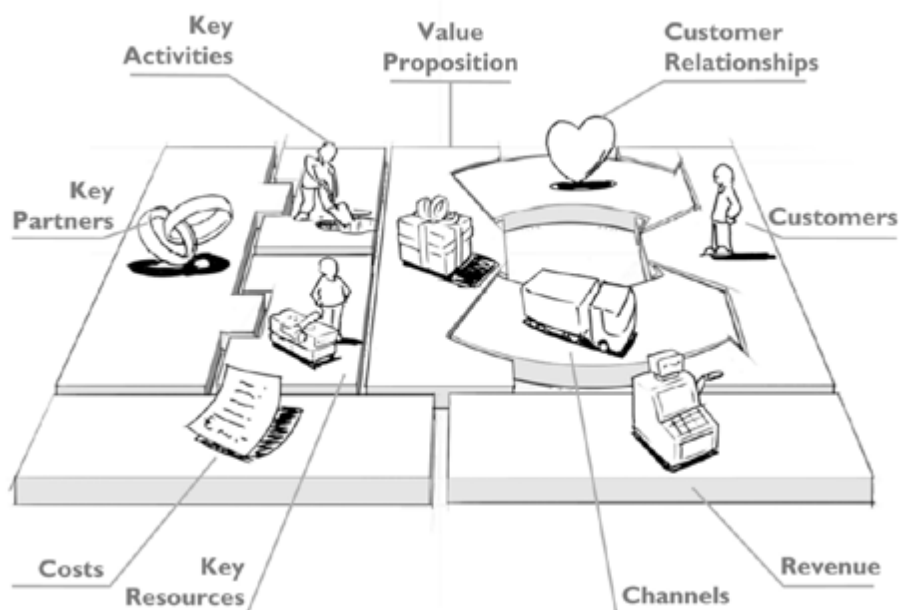 Key
Activities
Value
Proposition
Customer
Relationships
Key
Partners
Customers
Costs
Key
Resources
Channels
Revenue